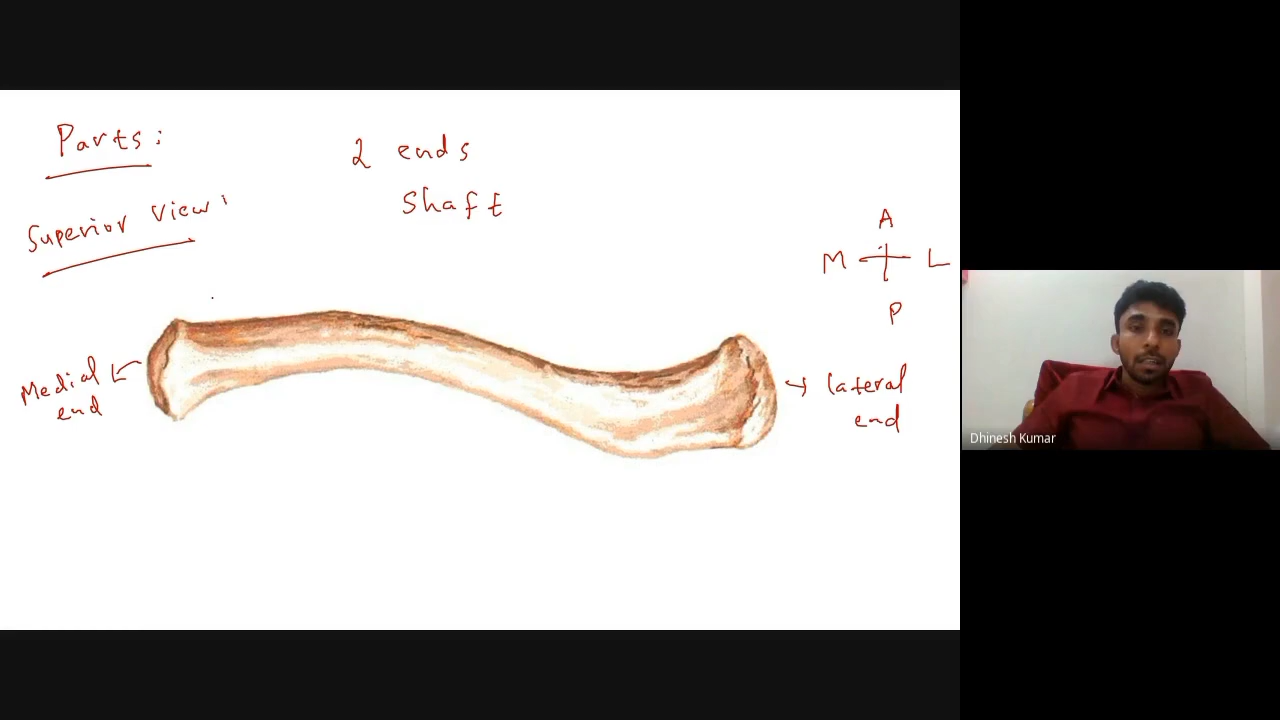 Parts:
2 ends
Shaft
Superior View:
A
M L
P
Medial
end
lateral
end
Dhinesh Kumar